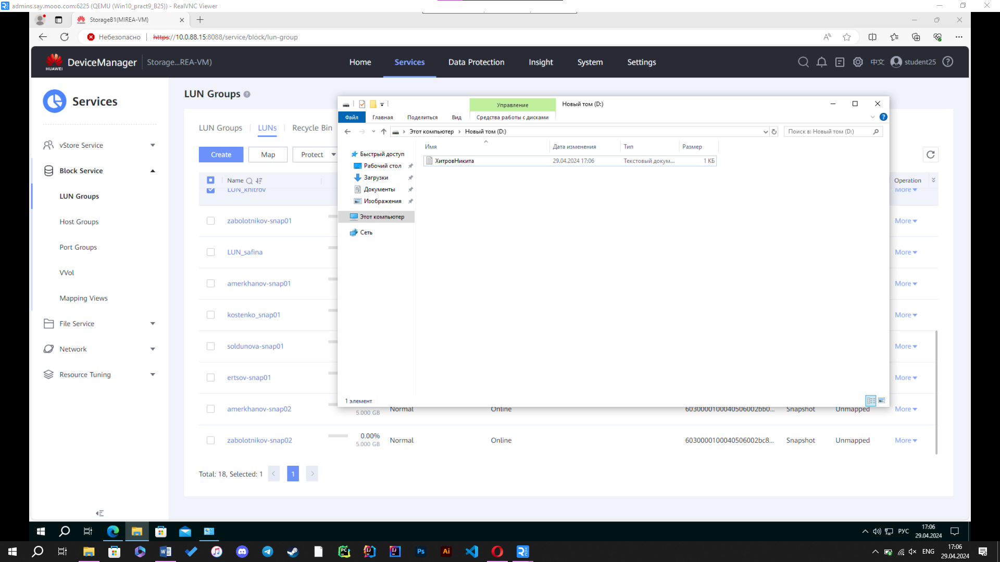 admins.say.mooo.com:6225 (QEMU (Win10_pract9_B25)) - RealVNC Viewer
StorageB1(MIREA-VM)
Небезопасно
https://10.0.88.15:8088/service/block/lun-group
HUAWEI
DeviceManager
Storage...REA-VM)
Home
Services
Data Protection
Insight
System
Settings
中文
student25
Services
vStore Service
Block Service
LUN Groups
Host Groups
Port Groups
VVol
Mapping Views
File Service
Network
Resource Tuning
LUN Groups
LUN Groups
LUNs
Recycle Bin
Create
Map
Protect
Name
Operation
LUN_khitrov
More
zabolotnikov-snap01
More
LUN_safina
More
amerkhanov-snap01
More
kostenko_snap01
More
soldunova-snap01
More
ertsov-snap01
More
amerkhanov-snap02
5.000 GB
Normal
Online
6030000100040506002bb0...
Snapshot
Unmapped
More
zabolotnikov-snap02
0.00%
5.000 GB
Normal
Online
6030000100040506002bc8...
Snapshot
Unmapped
More
Total: 18, Selected: 1
1
Управление
Новый том (D:)
Файл
Главная
Поделиться
Вид
Средства работы с дисками
Этот компьютер
Новый том (D:)
Поиск в: Новый том (D:)
Имя
Дата изменения
Тип
Размер
Быстрый доступ
Рабочий стол
Загрузки
Документы
Изображения
Этот компьютер
Сеть
ХитровНикита
29.04.2024 17:06
Текстовый докум...
1 КБ
1 элемент
РУС
17:06
29.04.2024
ENG
17:06
29.04.2024